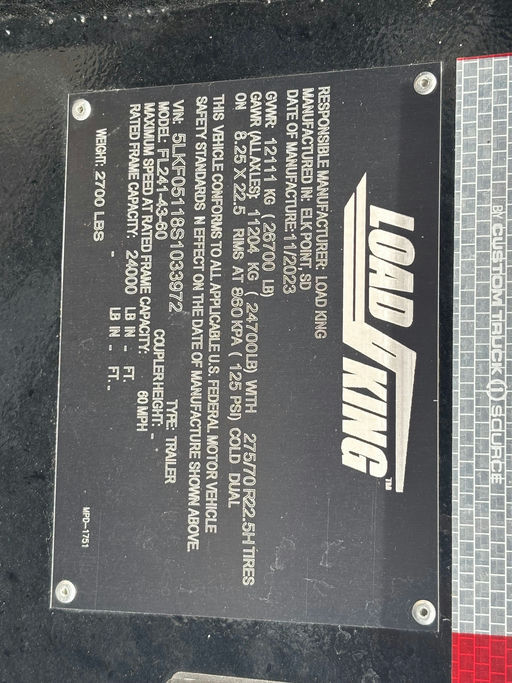 LOAD KING™
RESPONSIBLE MANUFACTURER: LOAD KING
MANUFACTURED IN: ELK POINT, SD
DATE OF MANUFACTURE: 11/2023
GVWR: 12111 KG ( 26700 LB)
GAWR (ALL AXLES) 11204 KG ( 24700LB) WITH 275/70 R22.5H TIRES
ON 8.25 X 22.5 RIMS AT 860 KPA ( 125 PSI) COLD DUAL
THIS VEHICLE CONFORMS TO ALL APPLICABLE U.S. FEDERAL MOTOR VEHICLE
SAFETY STANDARDS IN EFFECT ON THE DATE OF MANUFACTURE SHOWN ABOVE.
VIN: 5LKF05118S1033972 TYPE: TRAILER
MODEL: FL241-43-60 COUPLER HEIGHT: -
MAXIMUM SPEED AT RATED FRAME CAPACITY: 60 MPH
RATED FRAME CAPACITY: 24000 LB IN - FT.
- LB IN - FT. -
WEIGHT: 2700 LBS
MPD-1751
BY CUSTOM TRUCK ONE SOURCE